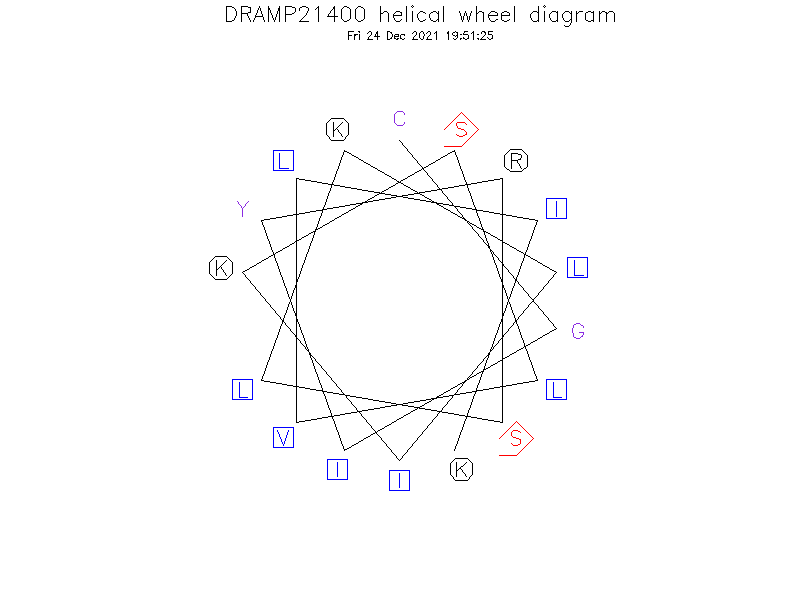 DRAMP21400 helical wheel diagram
Fri 24 Dec 2021 19:51:25
C
K S
L R
Y I
K L
G
L L
V S
I K
I